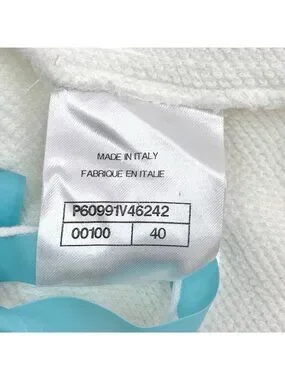 MADE IN ITALY
FABRIQUE EN ITALIE
P60991V46242
00100 40